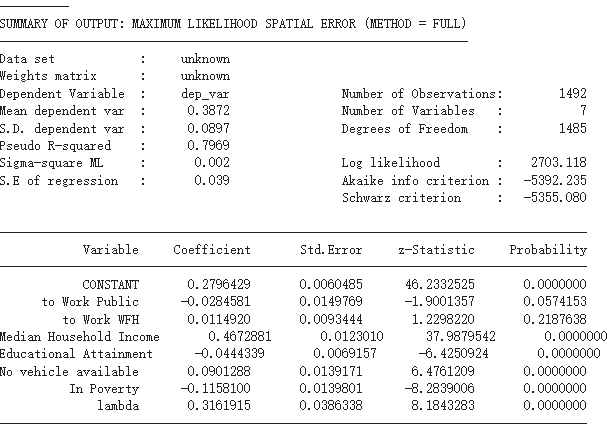 SUMMARY OF OUTPUT: MAXIMUM LIKELIHOOD SPATIAL ERROR (METHOD = FULL)
Data set : unknown
Weights matrix : unknown
Dependent Variable : dep_var Number of Observations: 1492
Mean dependent var : 0.3872 Number of Variables : 7
S.D. dependent var : 0.0897 Degrees of Freedom : 1485
Pseudo R-squared : 0.7969
Sigma-square ML : 0.002 Log likelihood : 2703.118
S.E of regression : 0.039 Akaike info criterion : -5392.235
Schwarz criterion : -5355.080
Variable Coefficient Std.Error z-Statistic Probability
CONSTANT 0.2796429 0.0060485 46.2332525 0.0000000
to Work Public -0.0284581 0.0149769 -1.9001357 0.0574153
to Work WFH 0.0114920 0.0093444 1.2298220 0.2187638
Median Household Income 0.4672881 0.0123010 37.9879542 0.0000000
Educational Attainment -0.0444339 0.0069157 -6.4250924 0.0000000
No vehicle available 0.0901288 0.0139171 6.4761209 0.0000000
In Poverty -0.1158100 0.0139801 -8.2839006 0.0000000
lambda 0.3161915 0.0386338 8.1843283 0.0000000